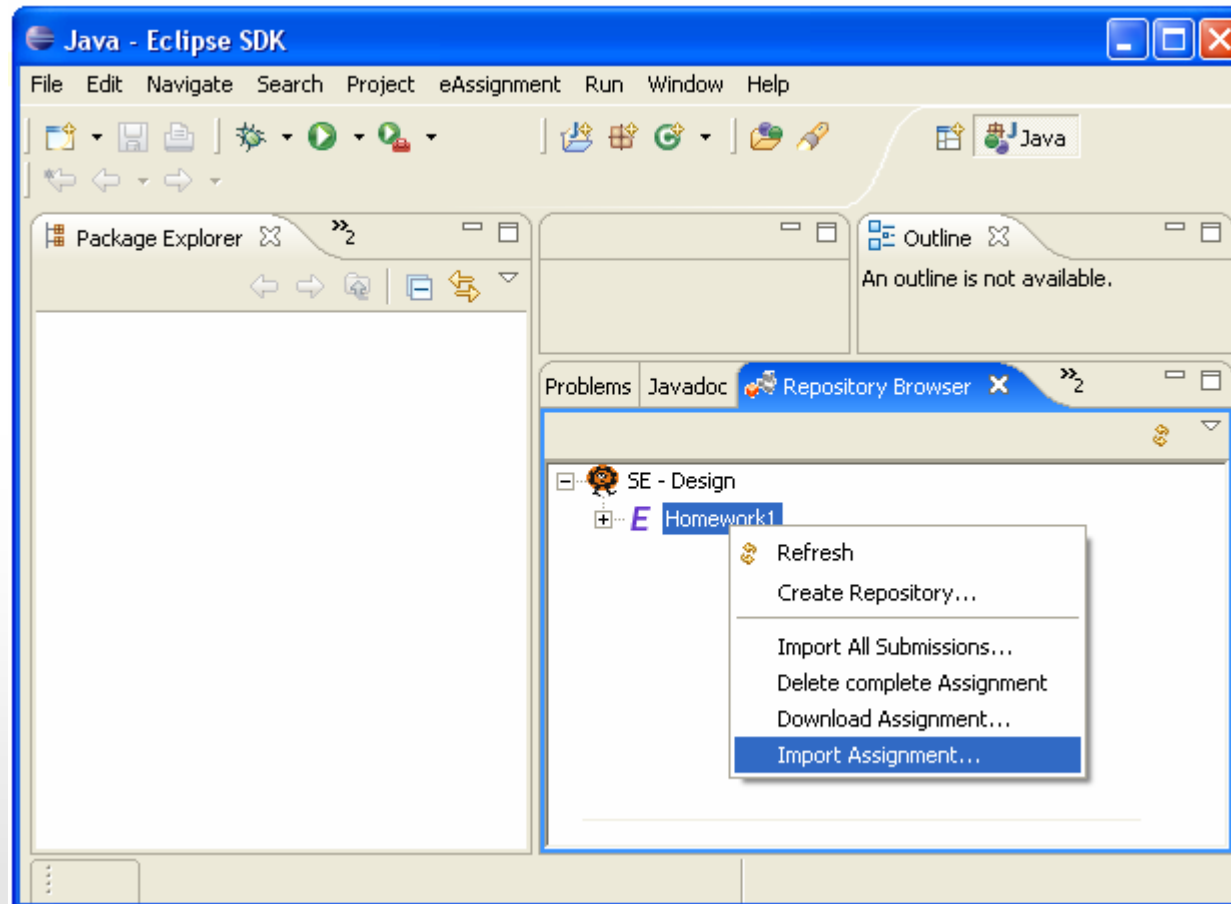 Java - Eclipse SDK
File Edit Navigate Search Project eAssignment Run Window Help
Java
Package Explorer »2
Outline
An outline is not available.
Problems Javadoc Repository Browser »2
SE - Design
E Homework1
Refresh
Create Repository...
Import All Submissions...
Delete complete Assignment
Download Assignment...
Import Assignment...